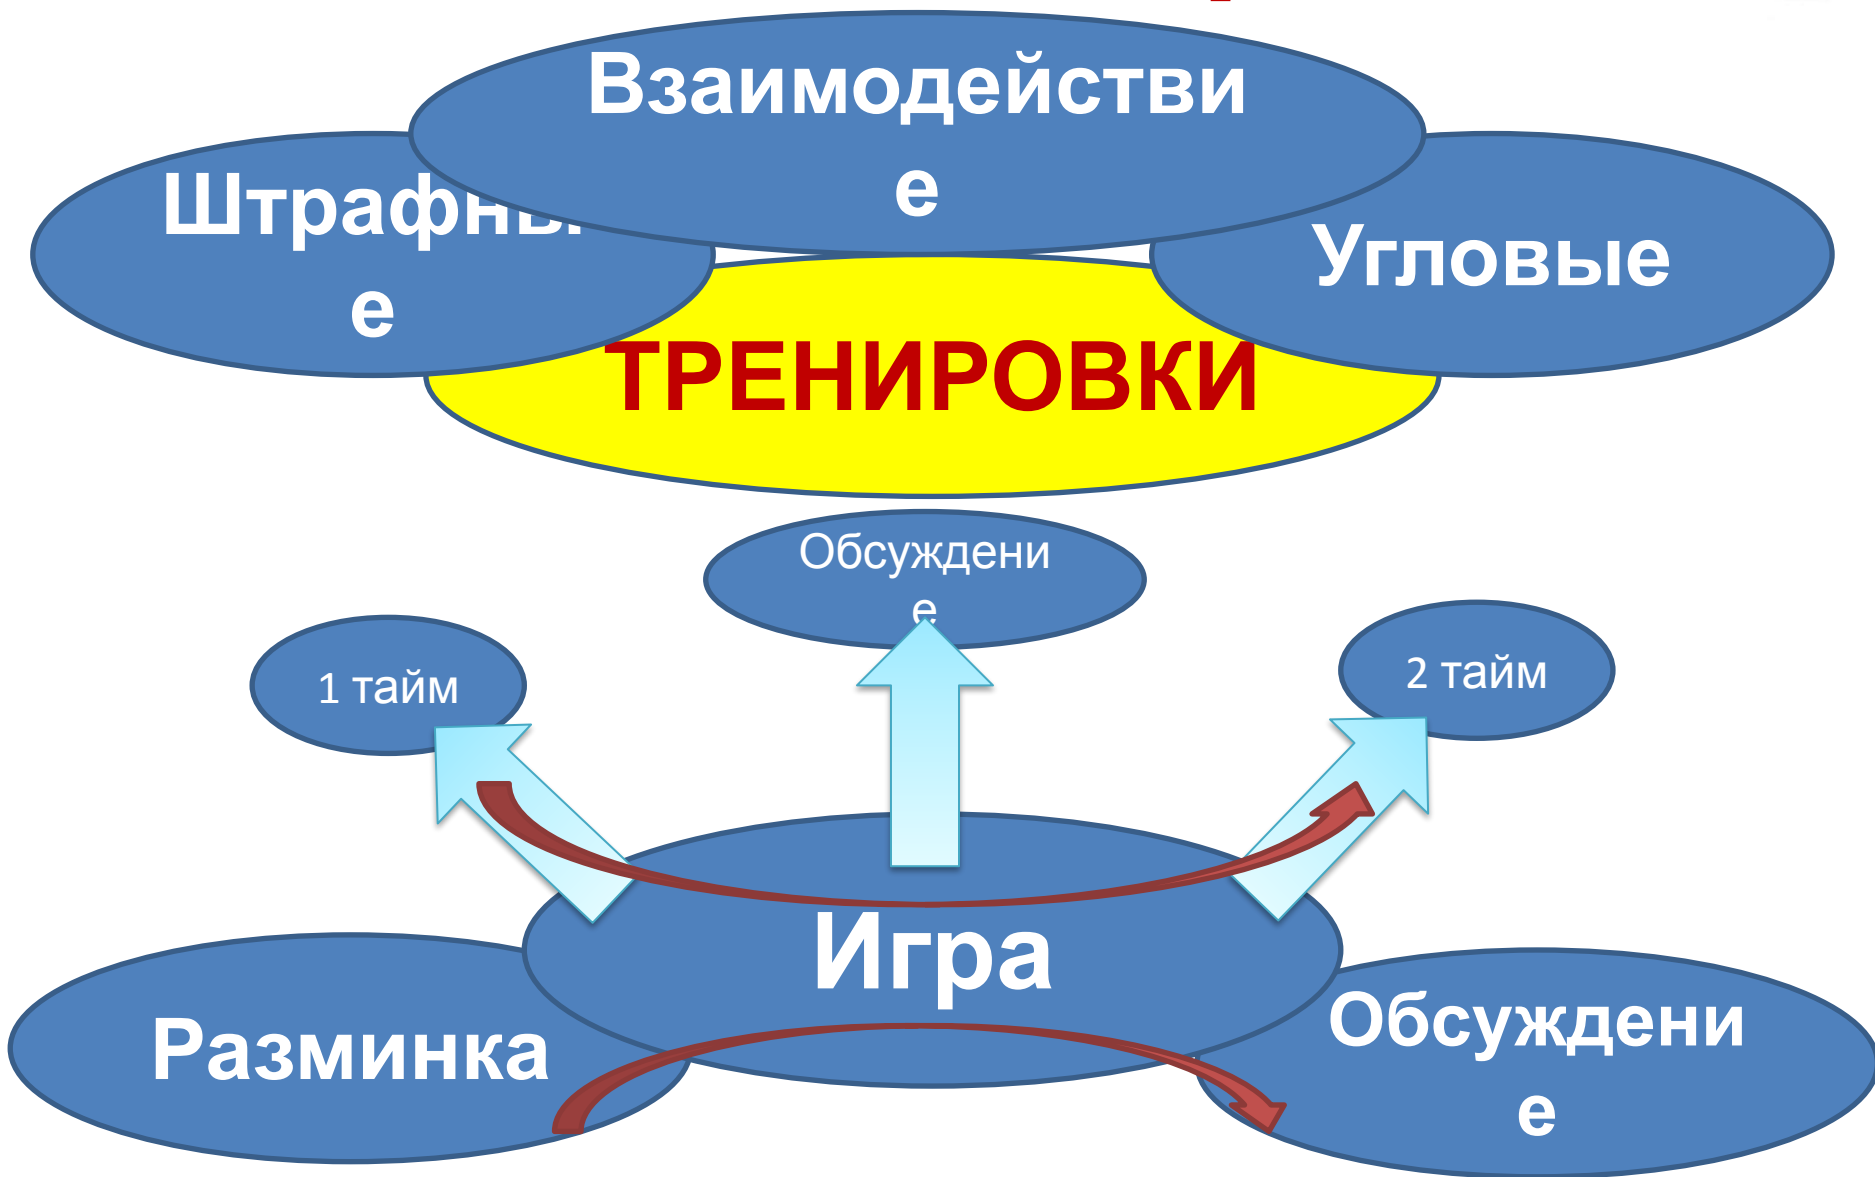 Взаимодействи
е
Штрафны
е
Угловые
ТРЕНИРОВКИ
Обсуждени
е
1 тайм
2 тайм
Игра
Разминка
Обсуждени
е